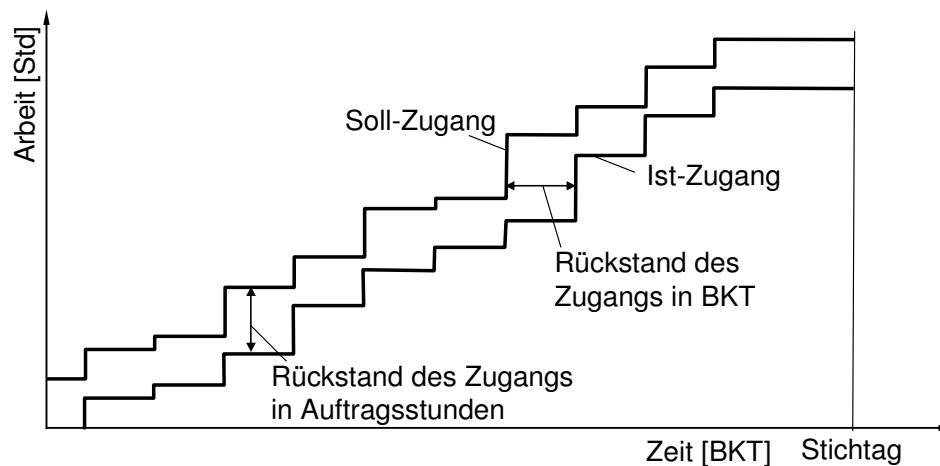 Arbeit [Std]
Soll-Zugang
Ist-Zugang
Rückstand des
Zugangs in BKT
Rückstand des Zugangs
in Auftragsstunden
Zeit [BKT]
Stichtag